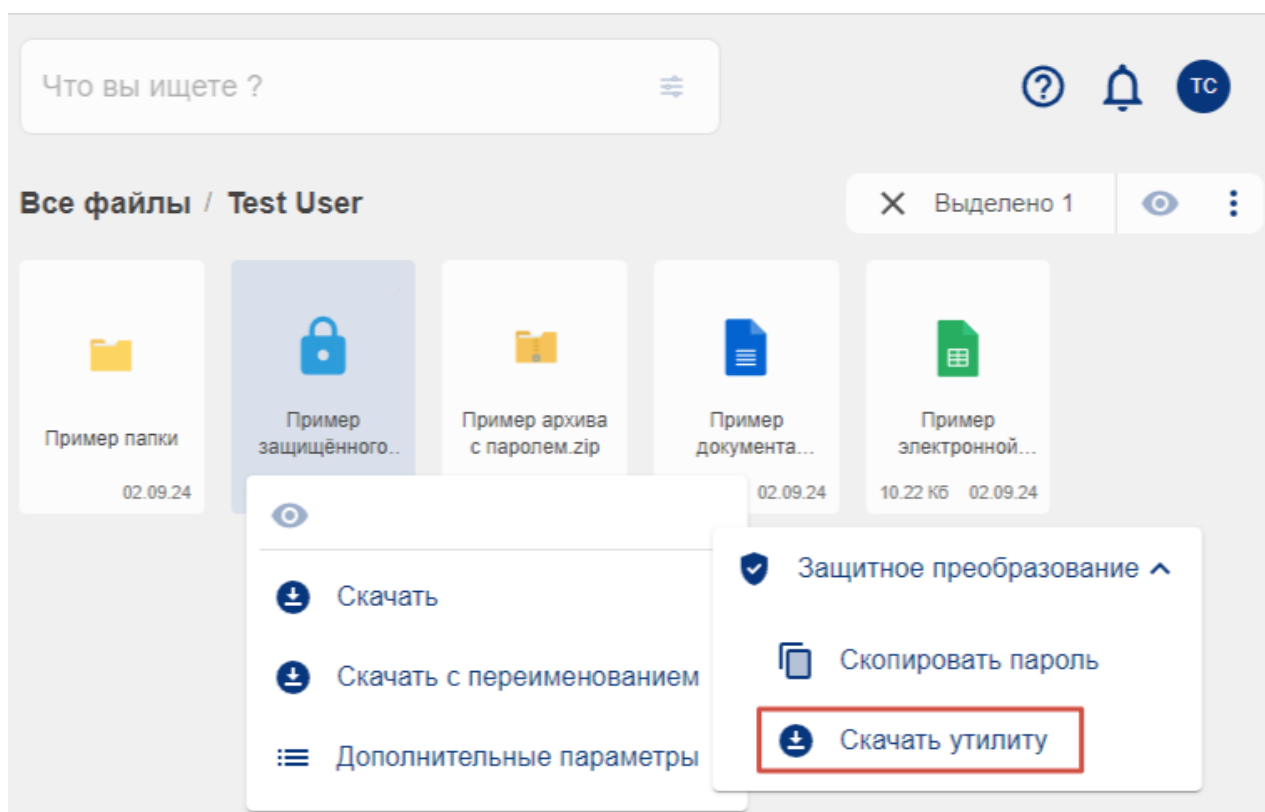 Что вы ищете ?
ТС
Все файлы / Test User
Выделено 1
Пример папки
02.09.24
Пример
защищённого...
Пример архива
с паролем.zip
Пример
документа...
02.09.24
Пример
электронной...
10.22 Кб 02.09.24
Скачать
Скачать с переименованием
Дополнительные параметры
Защитное преобразование
Скопировать пароль
Скачать утилиту